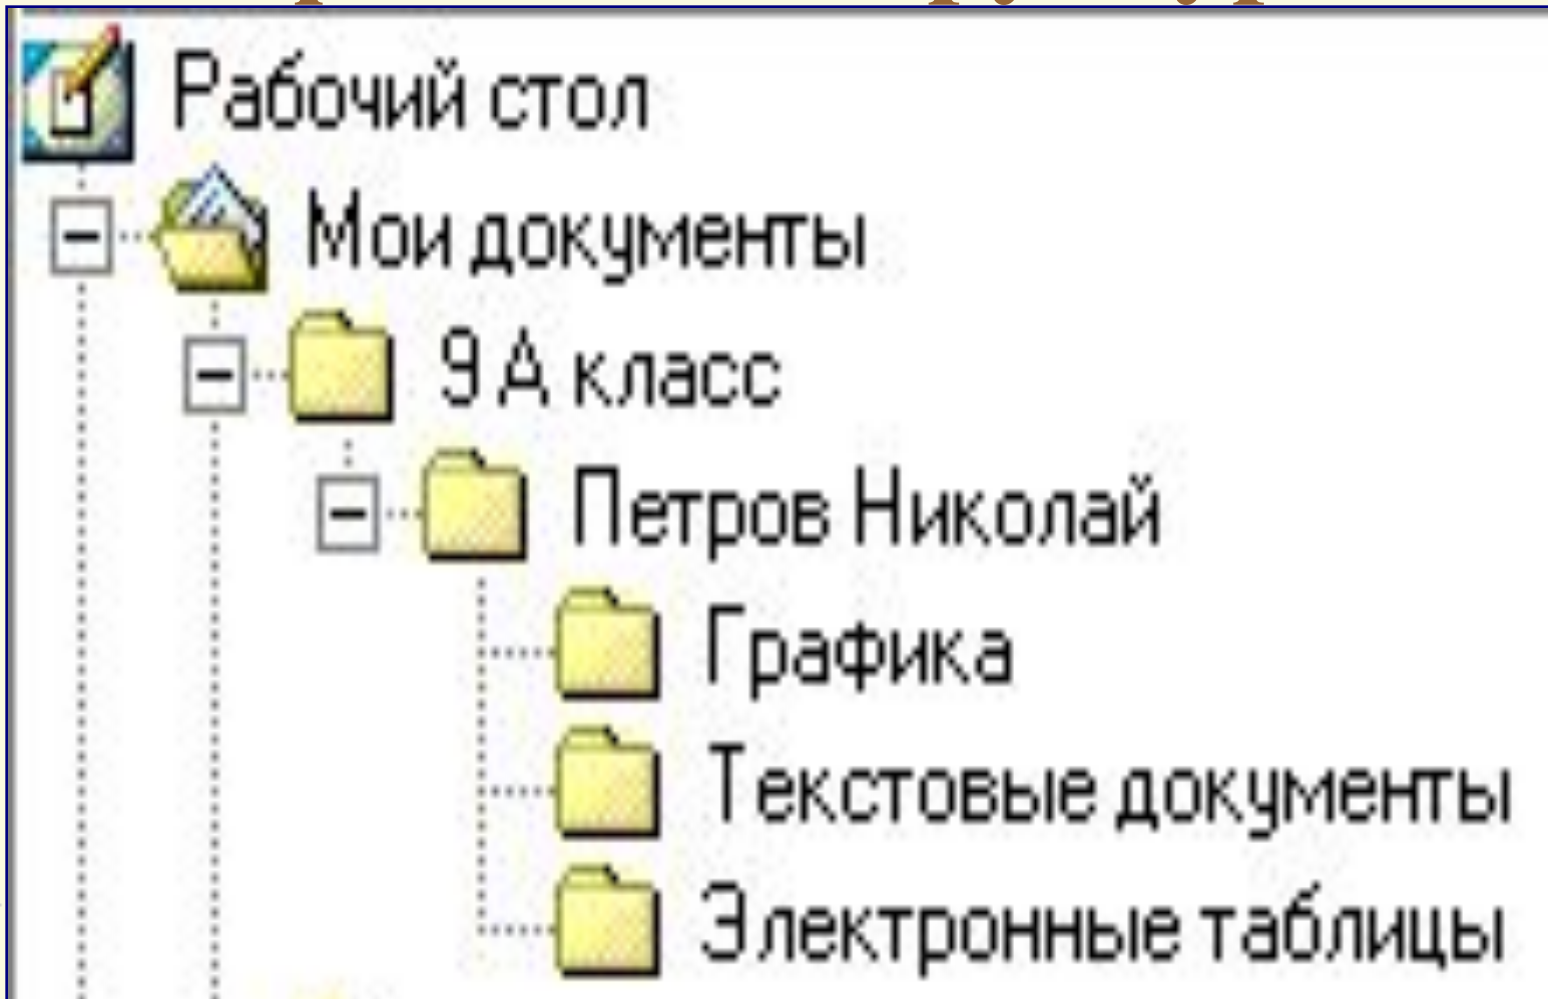 Рабочий стол
Мои документы
9 А класс
Петров Николай
Графика
Текстовые документы
Электронные таблицы